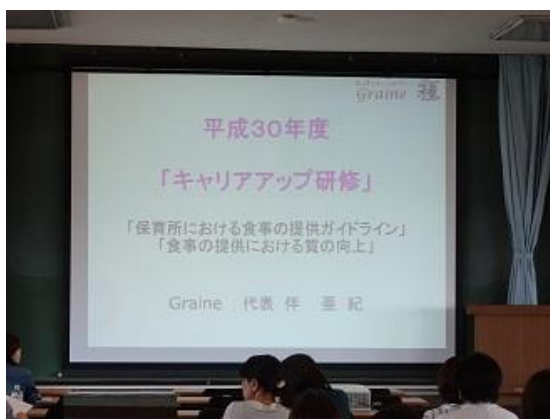 Graine 種
平成30年度
「キャリアアップ研修」
「保育所における食事の提供ガイドライン」
「食事の提供における質の向上」
Graine 代表 伴 亜 紀